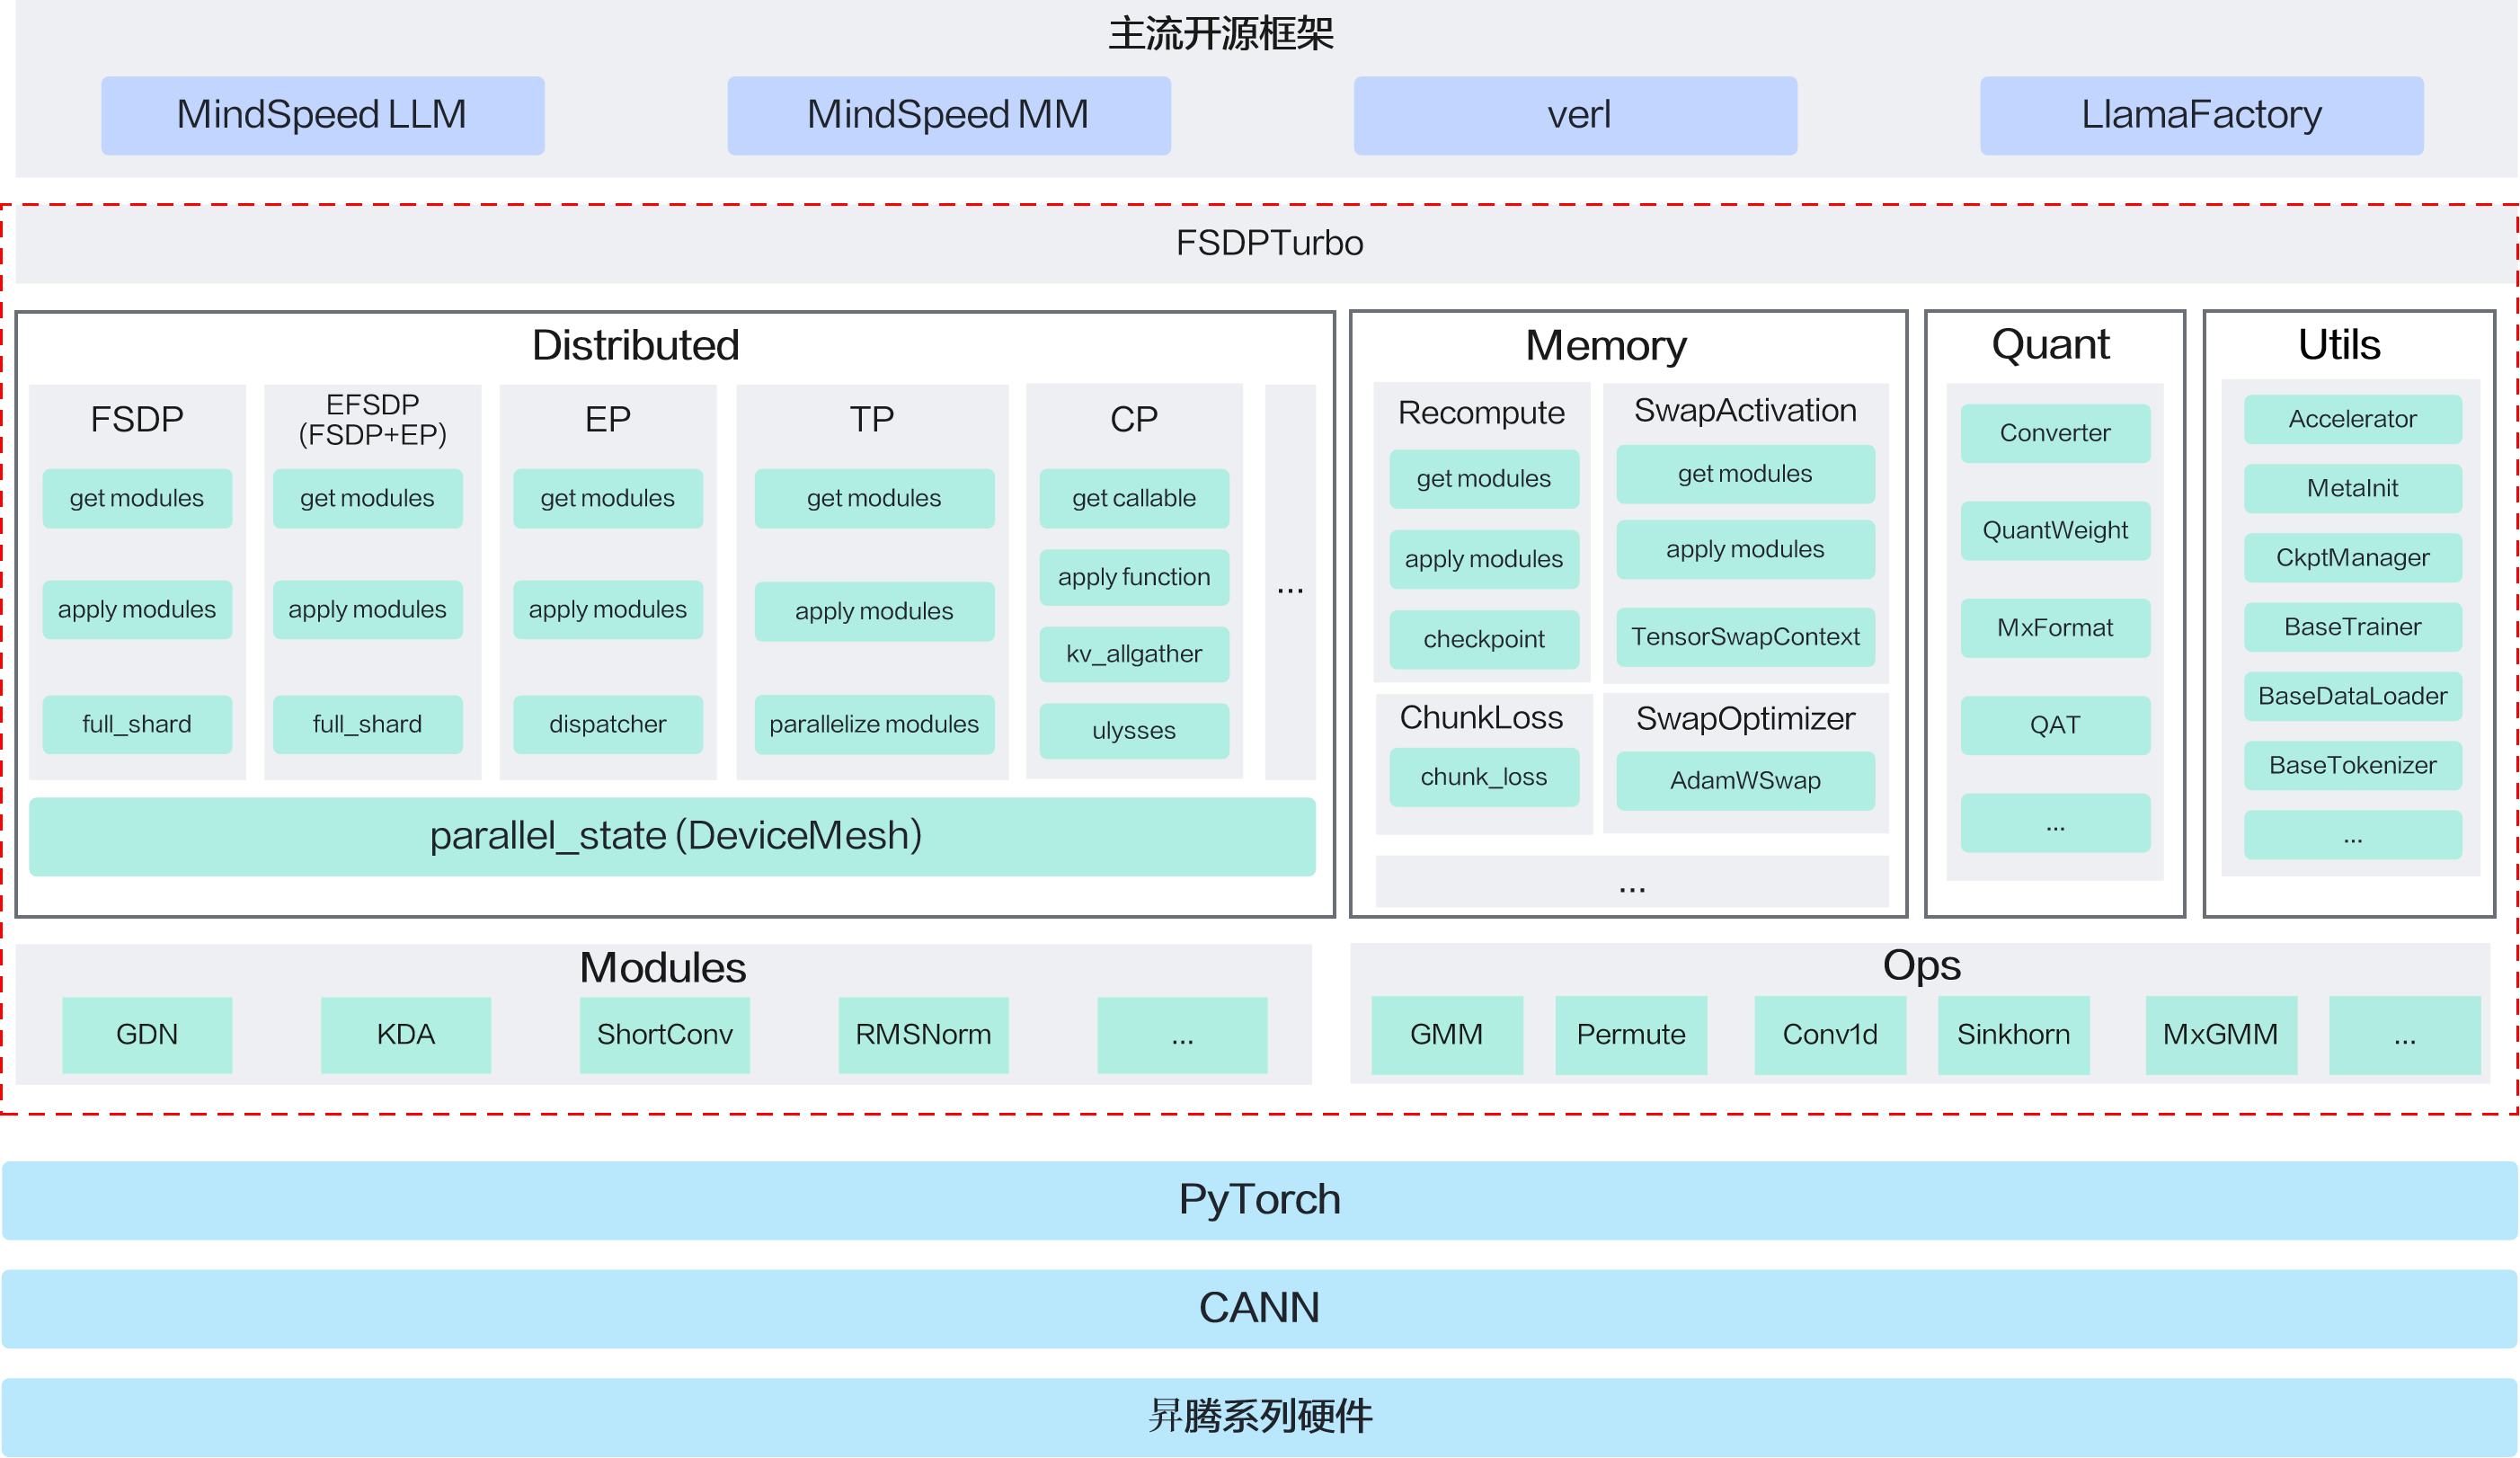 主流开源框架
MindSpeed LLM
MindSpeed MM
verl
LlamaFactory
FSDPTurbo
Distributed
FSDP
get modules
apply modules
full_shard
EFSDP
(FSDP+EP)
get modules
apply modules
full_shard
EP
get modules
apply modules
dispatcher
TP
get modules
apply modules
parallelize modules
CP
get callable
apply function
kv_allgather
ulysses
...
parallel_state (DeviceMesh)
Memory
Recompute
get modules
apply modules
checkpoint
SwapActivation
get modules
apply modules
TensorSwapContext
ChunkLoss
chunk_loss
SwapOptimizer
AdamWSwap
...
Quant
Converter
QuantWeight
MxFormat
QAT
...
Utils
Accelerator
MetaInit
CkptManager
BaseTrainer
BaseDataLoader
BaseTokenizer
...
Modules
GDN
KDA
ShortConv
RMSNorm
...
Ops
GMM
Permute
Conv1d
Sinkhorn
MxGMM
...
PyTorch
CANN
昇腾系列硬件